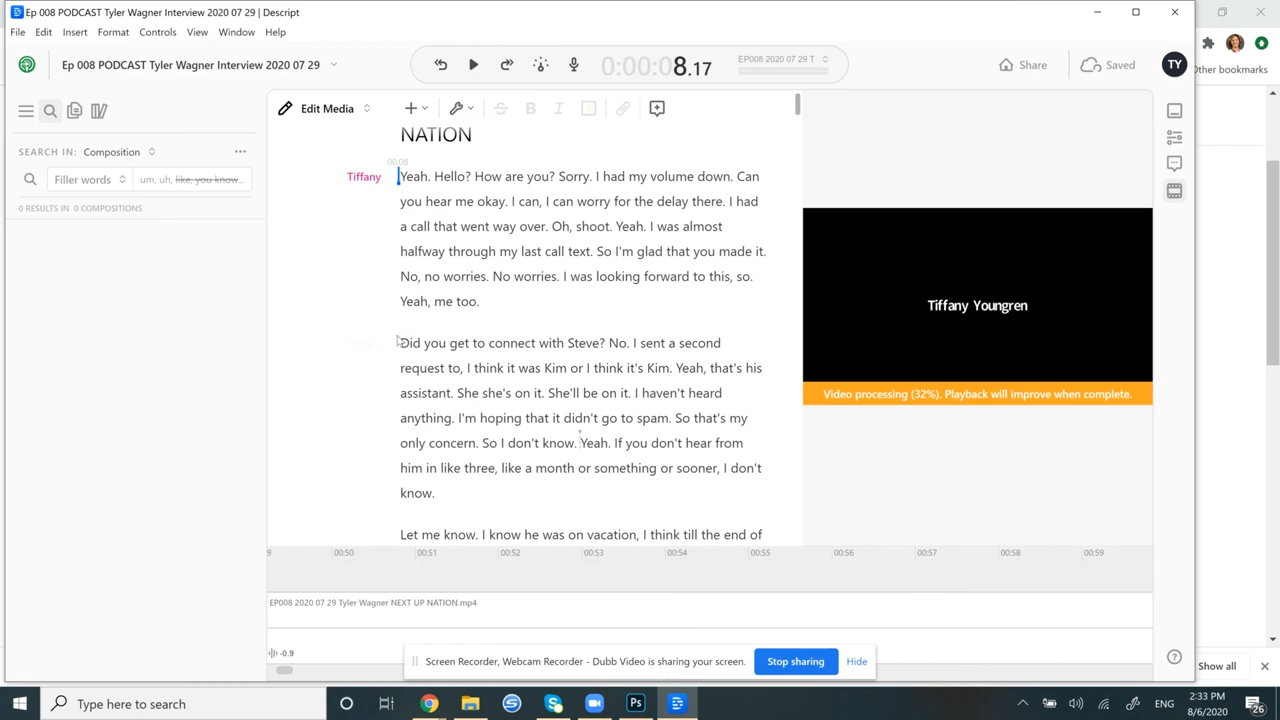 Ep 008 PODCAST Tyler Wagner Interview 2020 07 29 | Descript
File Edit Insert Format Controls View Window Help
Ep 008 PODCAST Tyler Wagner Interview 2020 07 29
0:00:08.17
EP008 2020 07 29 T
Share
Saved
TY
Other bookmarks
Edit Media
B I
SEARCH IN: Composition
Filler words
um, uh, like, you know...
0 RESULTS IN 0 COMPOSITIONS
NATION
00:08
Tiffany
Yeah. Hello? How are you? Sorry. I had my volume down. Can
you hear me okay. I can, I can worry for the delay there. I had
a call that went way over. Oh, shoot. Yeah. I was almost
halfway through my last call text. So I'm glad that you made it.
No, no worries. No worries. I was looking forward to this, so.
Yeah, me too.
Did you get to connect with Steve? No. I sent a second
request to, I think it was Kim or I think it's Kim. Yeah, that's his
assistant. She she's on it. She'll be on it. I haven't heard
anything. I'm hoping that it didn't go to spam. So that's my
only concern. So I don't know. Yeah. If you don't hear from
him in like three, like a month or something or sooner, I don't
know.
Let me know. I know he was on vacation, I think till the end of
Tiffany Youngren
Video processing (32%). Playback will improve when complete.
9 00:50 00:51 00:52 00:53 00:54 00:55 00:56 00:57 00:58 00:59
EP008 2020 07 29 Tyler Wagner NEXT UP NATION.mp4
-0.9
Screen Recorder, Webcam Recorder - Dubb Video is sharing your screen.
Stop sharing
Hide
Show all
Type here to search
Ps
ENG
2:33 PM
8/6/2020
26